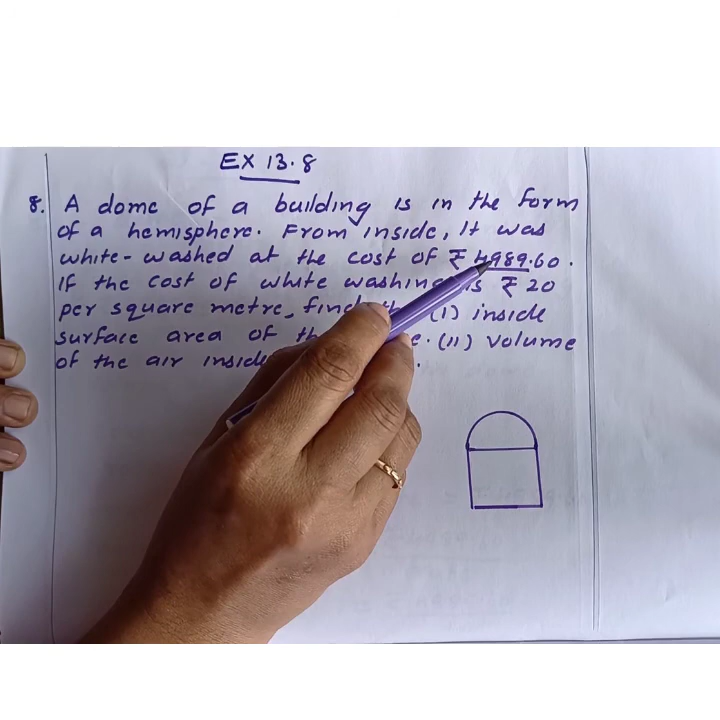 EX 13.8
8. A dome of a building is in the form
of a hemisphere. From inside, it was
white-washed at the cost of ₹ 4989.60.
If the cost of white washing is ₹ 20
per square metre, find the (i) inside
surface area of the (ii) volume
of the air inside